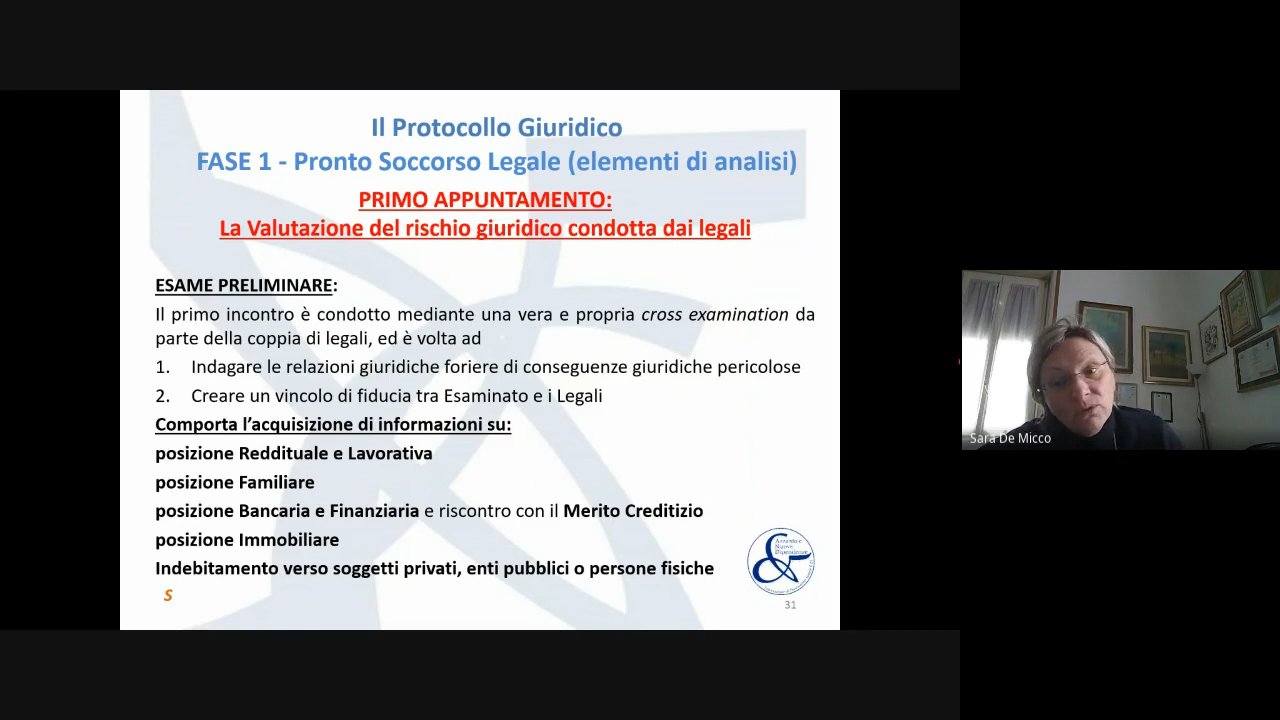 Il Protocollo Giuridico
FASE 1 - Pronto Soccorso Legale (elementi di analisi)
PRIMO APPUNTAMENTO:
La Valutazione del rischio giuridico condotta dai legali
ESAME PRELIMINARE:
Il primo incontro è condotto mediante una vera e propria cross examination da
parte della coppia di legali, ed è volta ad
1. Indagare le relazioni giuridiche foriere di conseguenze giuridiche pericolose
2. Creare un vincolo di fiducia tra Esaminato e i Legali
Comporta l’acquisizione di informazioni su:
posizione Reddituale e Lavorativa
posizione Familiare
posizione Bancaria e Finanziaria e riscontro con il Merito Creditizio
posizione Immobiliare
Indebitamento verso soggetti privati, enti pubblici o persone fisiche
S
Azzardo e
Nuove
Dipendenze
31
Sara De Micco